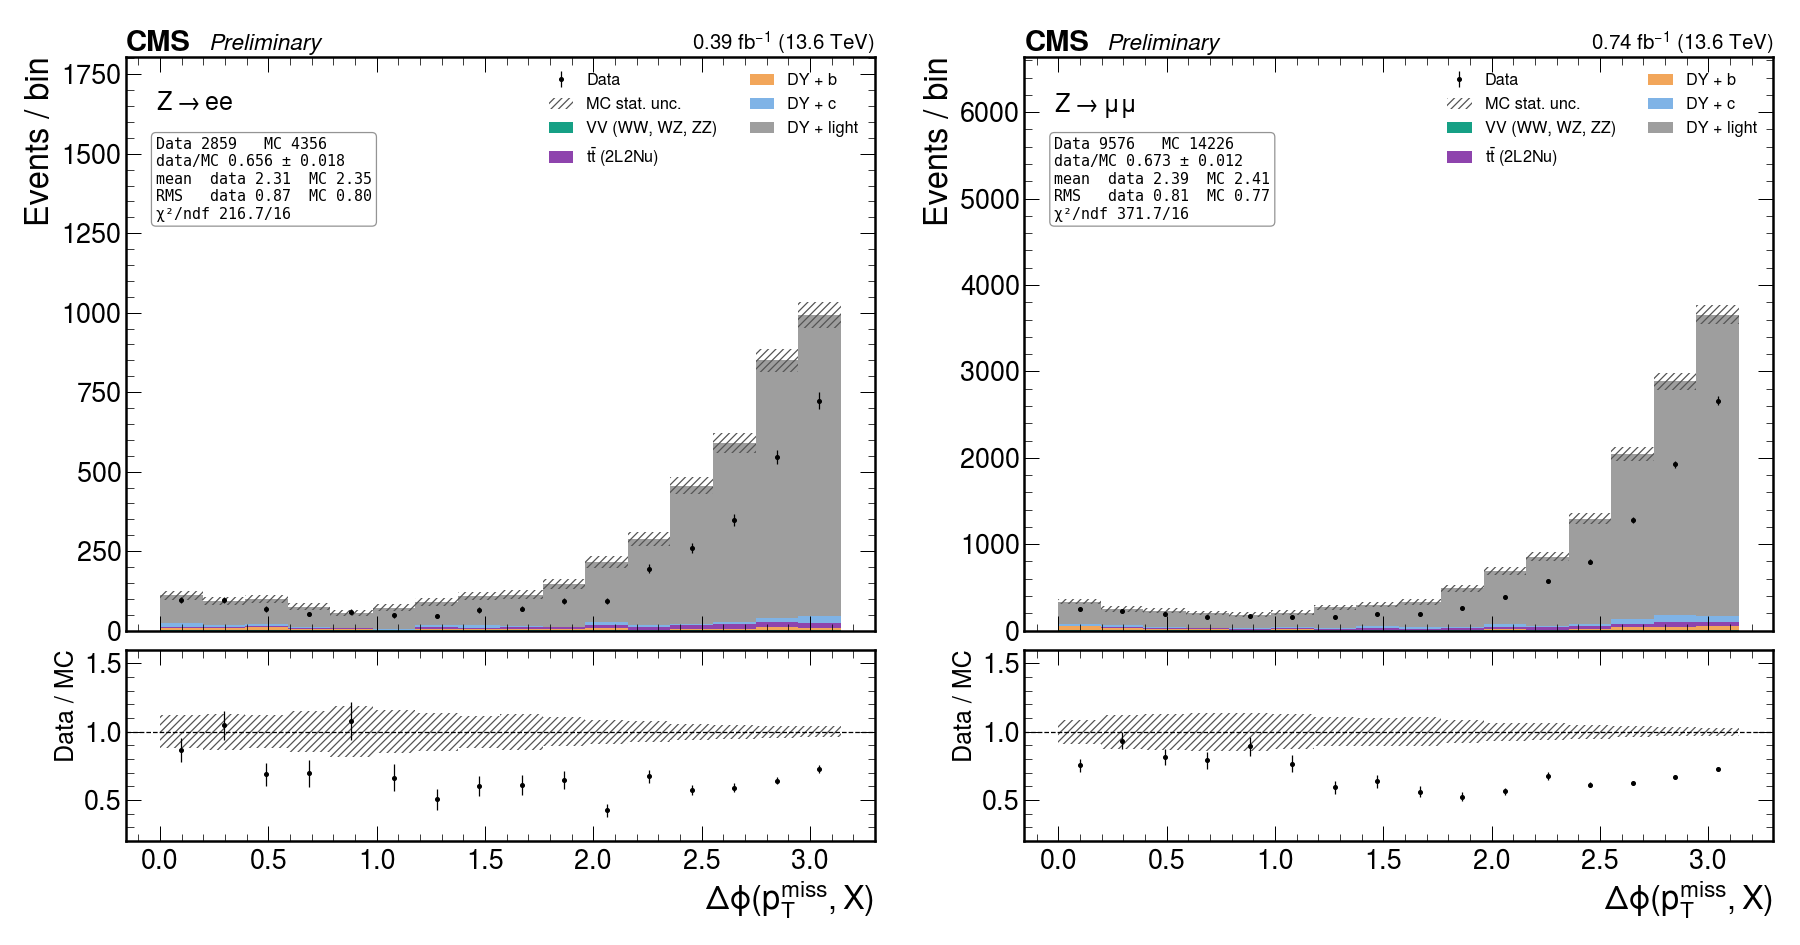 CMS Preliminary 0.39 fb⁻¹ (13.6 TeV)
Events / bin
1750
1500
1250
1000
750
500
250
0
Z → ee
Data 2859 MC 4356
data/MC 0.656 ± 0.018
mean data 2.31 MC 2.35
RMS data 0.87 MC 0.80
χ²/ndf 216.7/16
Data
MC stat. unc.
VV (WW, WZ, ZZ)
tt̄ (2L2Nu)
DY + b
DY + c
DY + light
Data / MC
1.5
1.0
0.5
0.0 0.5 1.0 1.5 2.0 2.5 3.0
Δϕ(p_T^miss, X)
CMS Preliminary 0.74 fb⁻¹ (13.6 TeV)
Events / bin
6000
5000
4000
3000
2000
1000
0
Z → μμ
Data 9576 MC 14226
data/MC 0.673 ± 0.012
mean data 2.39 MC 2.41
RMS data 0.81 MC 0.77
χ²/ndf 371.7/16
Data
MC stat. unc.
VV (WW, WZ, ZZ)
tt̄ (2L2Nu)
DY + b
DY + c
DY + light
Data / MC
1.5
1.0
0.5
0.0 0.5 1.0 1.5 2.0 2.5 3.0
Δϕ(p_T^miss, X)